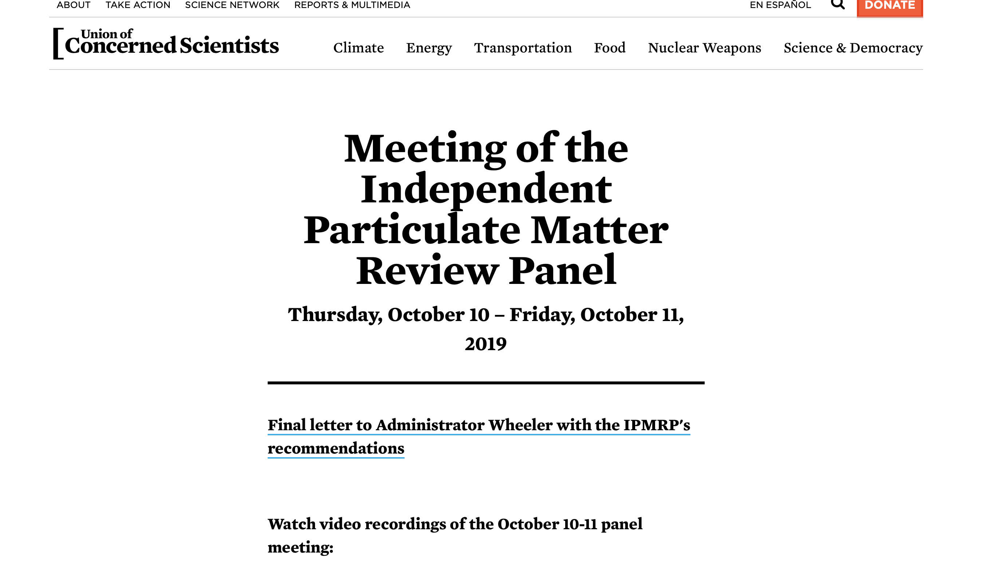 ABOUT TAKE ACTION SCIENCE NETWORK REPORTS & MULTIMEDIA EN ESPAÑOL DONATE
Union of
Concerned Scientists
Climate Energy Transportation Food Nuclear Weapons Science & Democracy
Meeting of the
Independent
Particulate Matter
Review Panel
Thursday, October 10 – Friday, October 11,
2019
Final letter to Administrator Wheeler with the IPMRP's
recommendations
Watch video recordings of the October 10-11 panel
meeting: